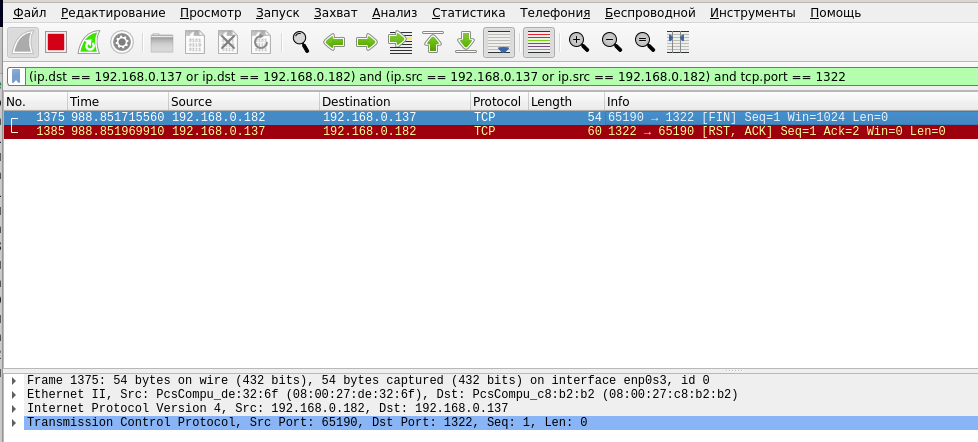 Файл Редактирование Просмотр Запуск Захват Анализ Статистика Телефония Беспроводной Инструменты Помощь
(ip.dst == 192.168.0.137 or ip.dst == 192.168.0.182) and (ip.src == 192.168.0.137 or ip.src == 192.168.0.182) and tcp.port == 1322
No. Time Source Destination Protocol Length Info
1375 988.851715560 192.168.0.182 192.168.0.137 TCP 54 65190 → 1322 [FIN] Seq=1 Win=1024 Len=0
1385 988.851969910 192.168.0.137 192.168.0.182 TCP 60 1322 → 65190 [RST, ACK] Seq=1 Ack=2 Win=0 Len=0
Frame 1375: 54 bytes on wire (432 bits), 54 bytes captured (432 bits) on interface enp0s3, id 0
Ethernet II, Src: PcsCompu_de:32:6f (08:00:27:de:32:6f), Dst: PcsCompu_c8:b2:b2 (08:00:27:c8:b2:b2)
Internet Protocol Version 4, Src: 192.168.0.182, Dst: 192.168.0.137
Transmission Control Protocol, Src Port: 65190, Dst Port: 1322, Seq: 1, Len: 0